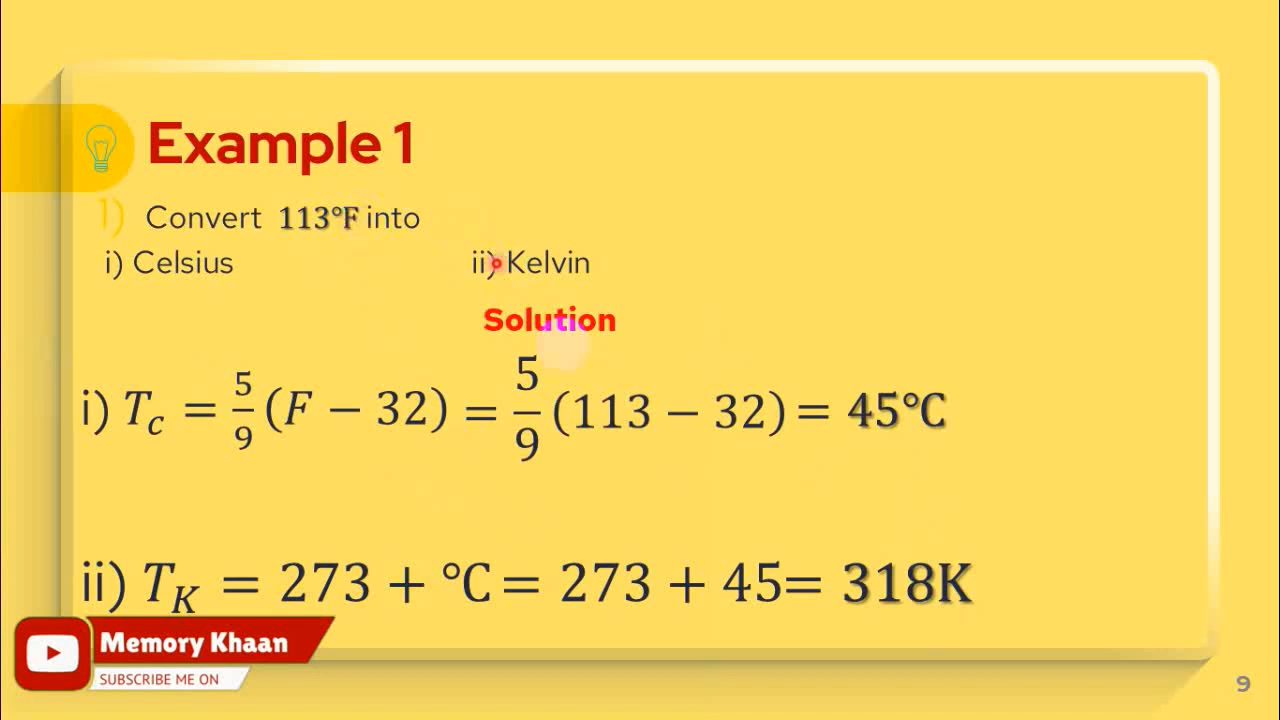 Example 1
1) Convert 113°F into
i) Celsius ii) Kelvin
Solution
i) T_c = 5/9 (F − 32) = 5/9 (113 − 32) = 45℃
ii) T_K = 273 + ℃ = 273 + 45= 318K
Memory Khaan
SUBSCRIBE ME ON
9